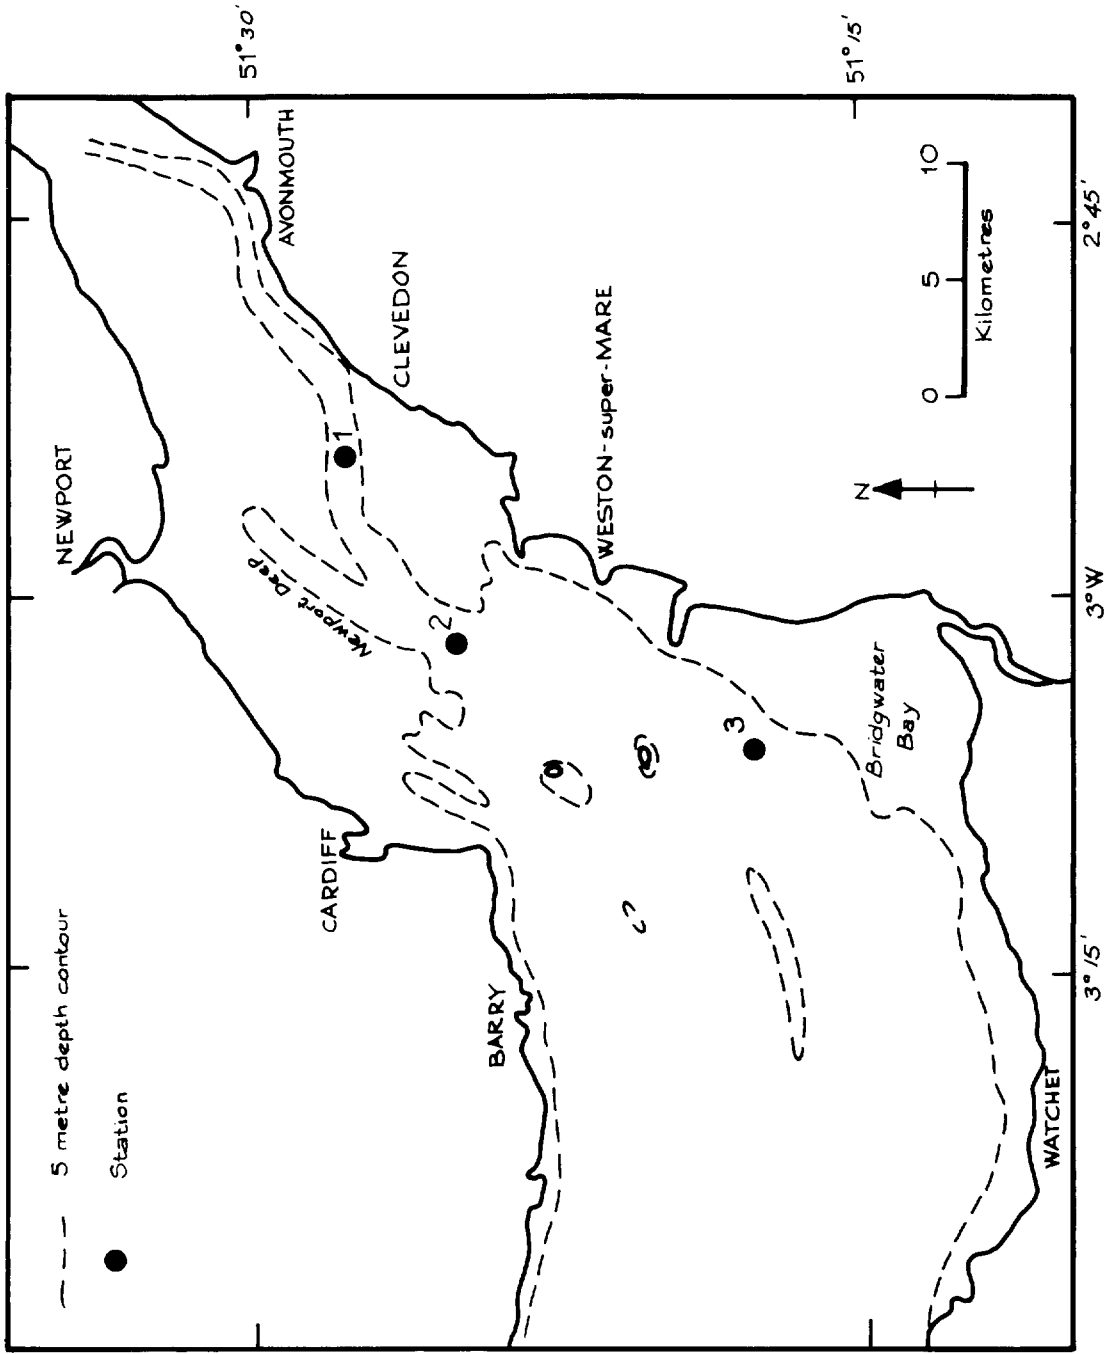 5 metre depth contour
Station
NEWPORT
51° 30'
AVONMOUTH
Newport Deep
CLEVEDON
1
CARDIFF
2
WESTON-super-MARE
BARRY
3
Bridgwater
Bay
51° 15'
WATCHET
N
0 5 10
Kilometres
3° 15'
3° W
2° 45'